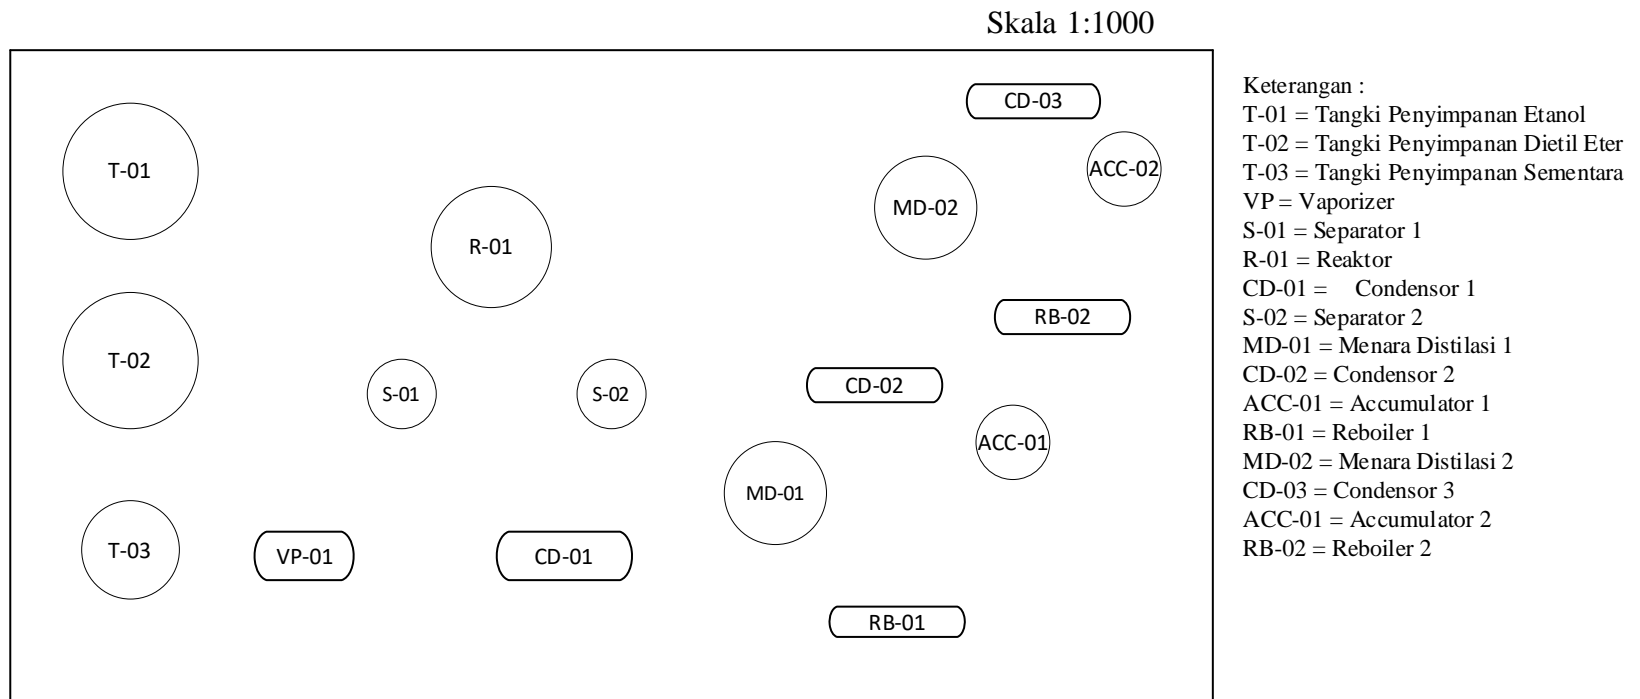 Skala 1:1000
CD-03
T-01
ACC-02
MD-02
R-01
RB-02
T-02
CD-02
S-01
S-02
ACC-01
MD-01
T-03
VP-01
CD-01
RB-01
Keterangan :
T-01 = Tangki Penyimpanan Etanol
T-02 = Tangki Penyimpanan Dietil Eter
T-03 = Tangki Penyimpanan Sementara
VP = Vaporizer
S-01 = Separator 1
R-01 = Reaktor
CD-01 = Condensor 1
S-02 = Separator 2
MD-01 = Menara Distilasi 1
CD-02 = Condensor 2
ACC-01 = Accumulator 1
RB-01 = Reboiler 1
MD-02 = Menara Distilasi 2
CD-03 = Condensor 3
ACC-01 = Accumulator 2
RB-02 = Reboiler 2